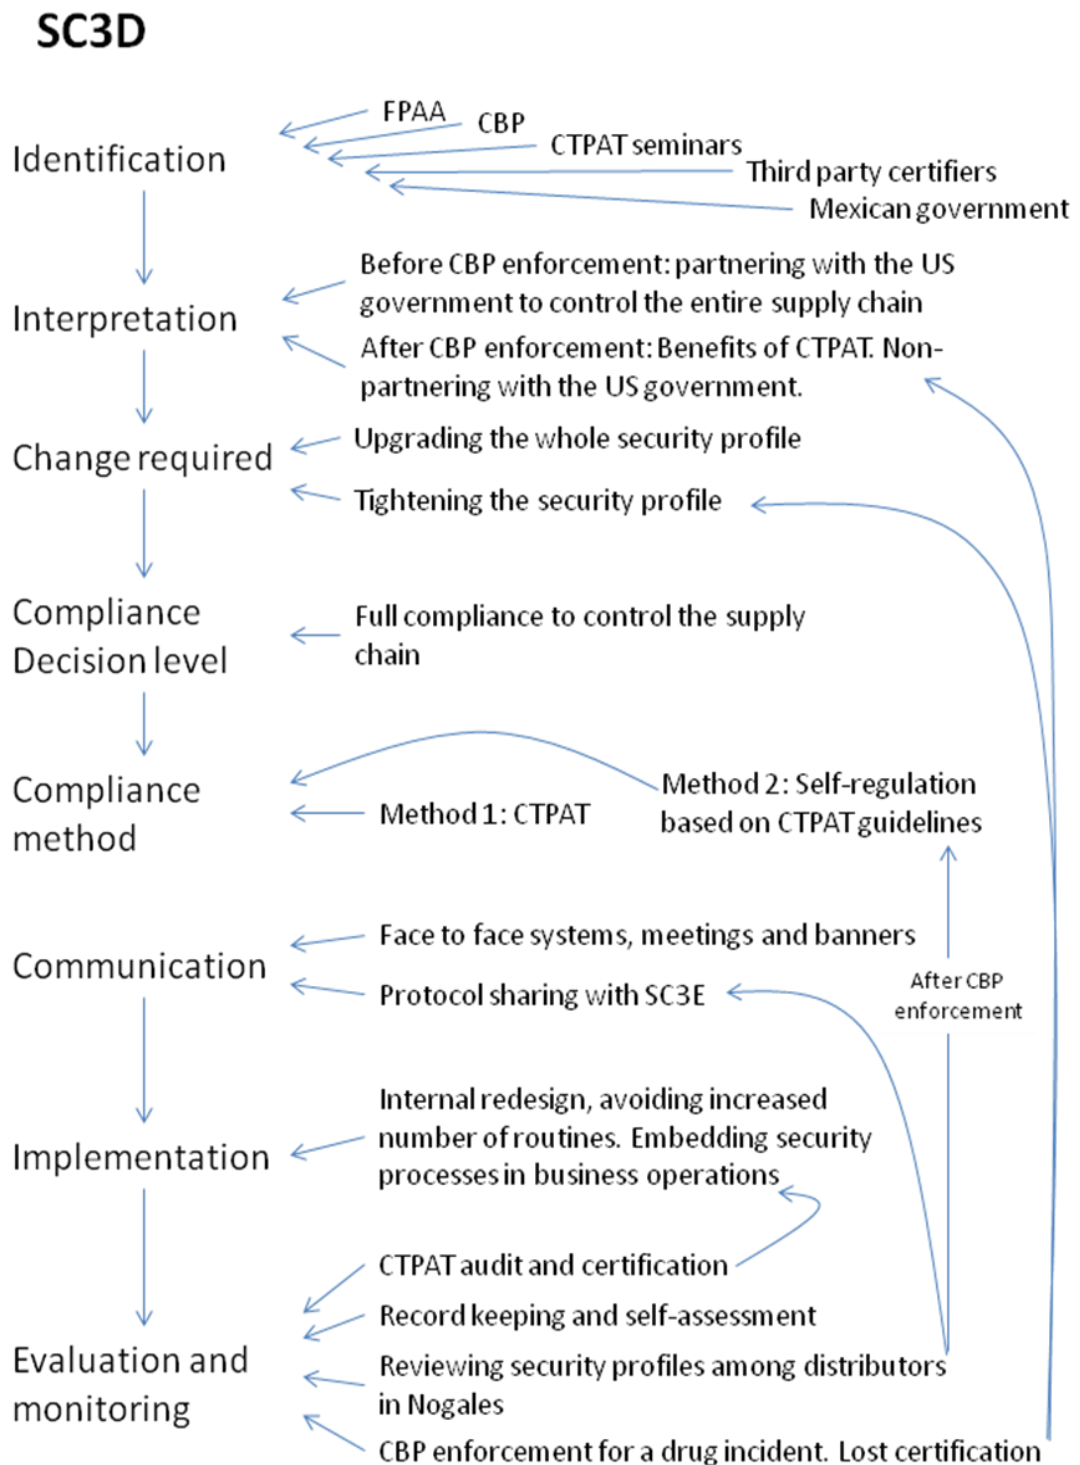 SC3D
FPAA
CBP
CTPAT seminars
Identification
Third party certifiers
Mexican government
Before CBP enforcement: partnering with the US
government to control the entire supply chain
Interpretation
After CBP enforcement: Benefits of CTPAT. Non-
partnering with the US government.
Upgrading the whole security profile
Change required
Tightening the security profile
Compliance
Decision level
Full compliance to control the supply
chain
Compliance
method
Method 1: CTPAT
Method 2: Self-regulation
based on CTPAT guidelines
Face to face systems, meetings and banners
Communication
Protocol sharing with SC3E
After CBP
enforcement
Internal redesign, avoiding increased
number of routines. Embedding security
processes in business operations
Implementation
CTPAT audit and certification
Record keeping and self-assessment
Evaluation and
monitoring
Reviewing security profiles among distributors
in Nogales
CBP enforcement for a drug incident. Lost certification